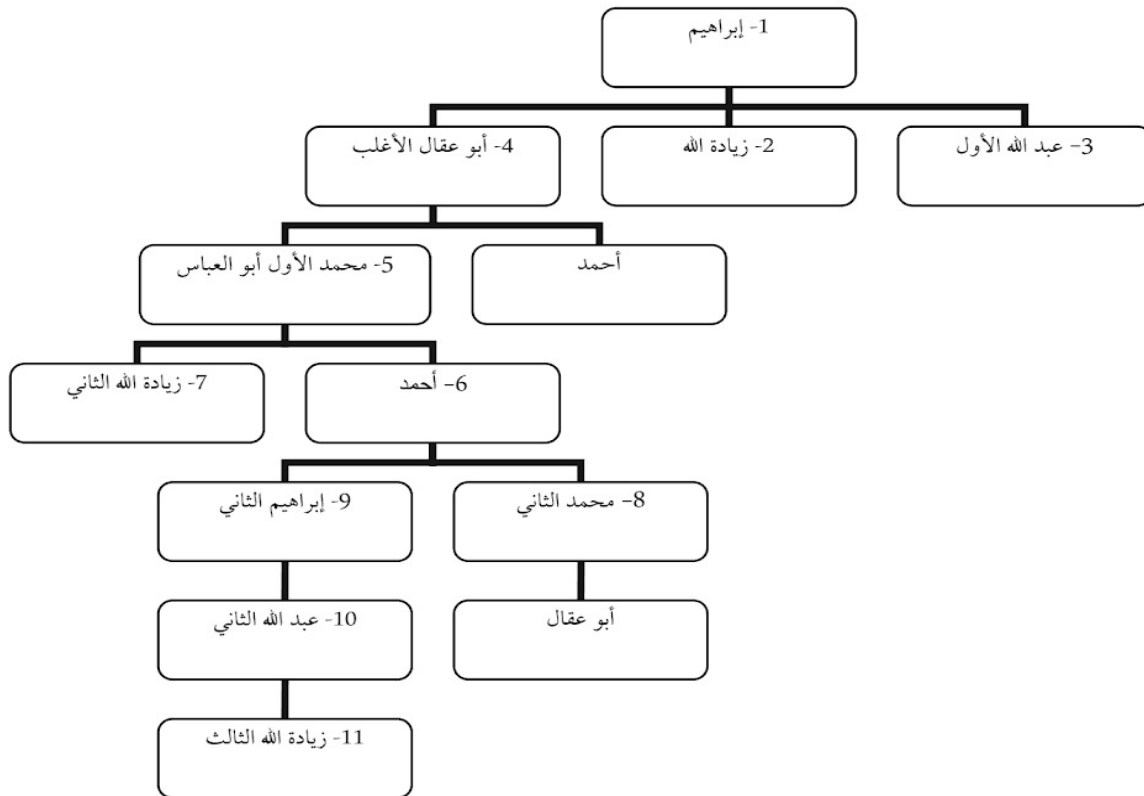 1- إبراهيم
3- عبد الله الأول
2- زيادة الله
4- أبو عقال الأغلب
أحمد
5- محمد الأول أبو العباس
6- أحمد
7- زيادة الله الثاني
8- محمد الثاني
9- إبراهيم الثاني
أبو عقال
10- عبد الله الثاني
11- زيادة الله الثالث